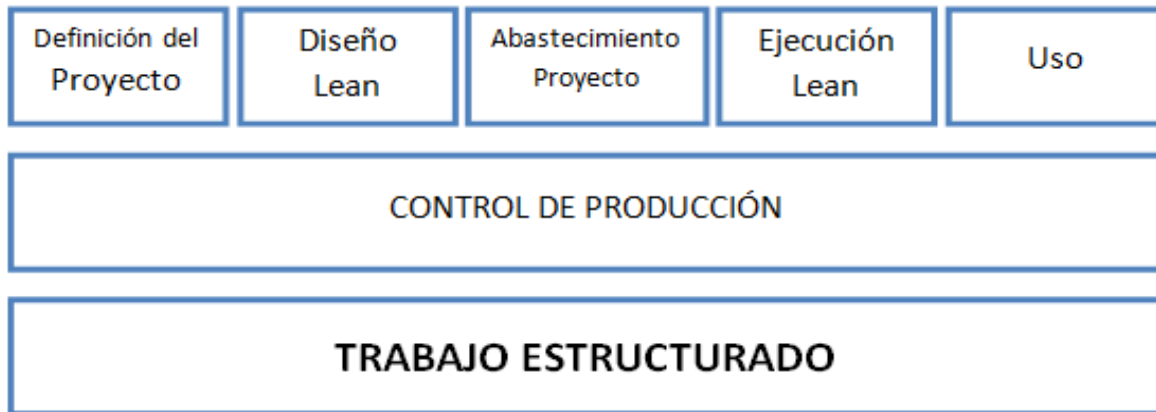 Definición del
Proyecto
Diseño
Lean
Abastecimiento
Proyecto
Ejecución
Lean
Uso
CONTROL DE PRODUCCIÓN
TRABAJO ESTRUCTURADO